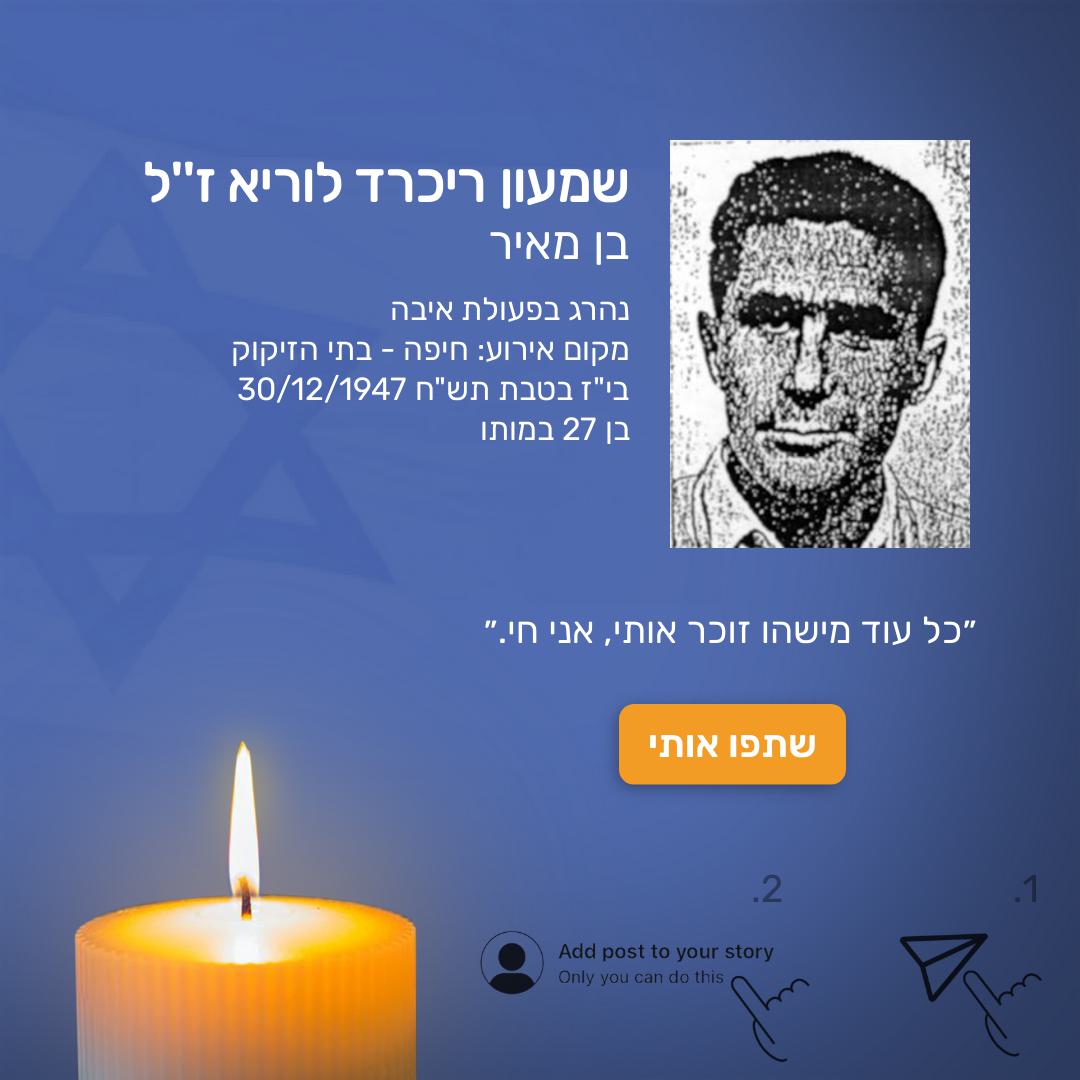 שמעון ריכרד לוריא ז"ל
בן מאיר
נהרג בפעולת איבה
מקום אירוע: חיפה - בתי הזיקוק
בי"ז בטבת תש"ח 30/12/1947
בן 27 במותו
״כל עוד מישהו זוכר אותי, אני חי.״
שתפו אותי
1.
2.
Add post to your story
Only you can do this